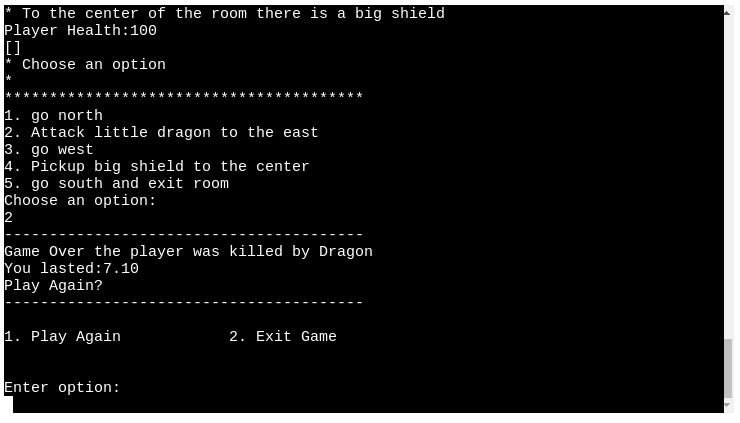 * To the center of the room there is a big shield
Player Health:100
[]
* Choose an option
*
****************************************
1. go north
2. Attack little dragon to the east
3. go west
4. Pickup big shield to the center
5. go south and exit room
Choose an option:
2
----------------------------------------
Game Over the player was killed by Dragon
You lasted:7.10
Play Again?
----------------------------------------
1. Play Again            2. Exit Game
Enter option: